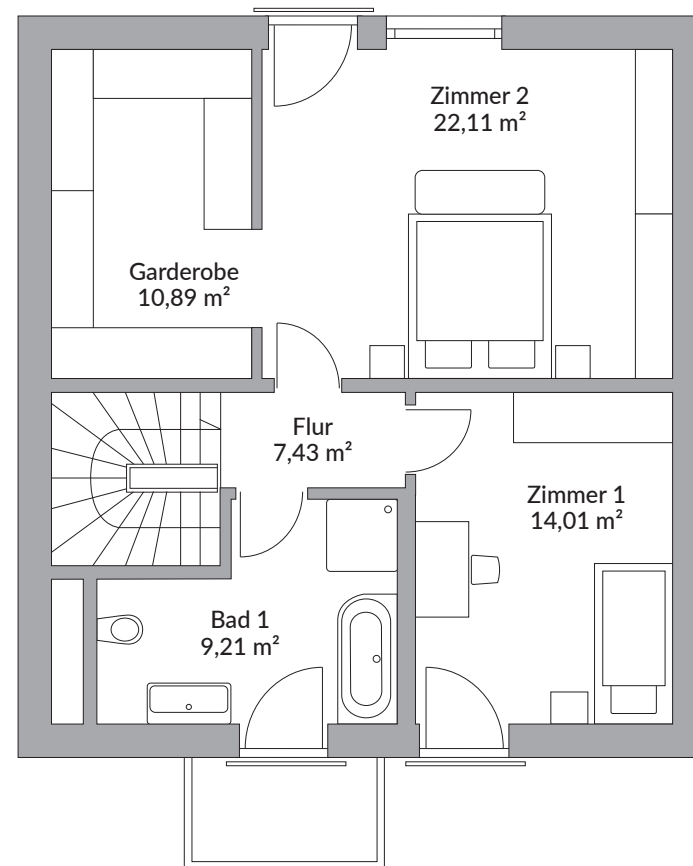 Zimmer 2
22,11 m²
Garderobe
10,89 m²
Flur
7,43 m²
Zimmer 1
14,01 m²
Bad 1
9,21 m²